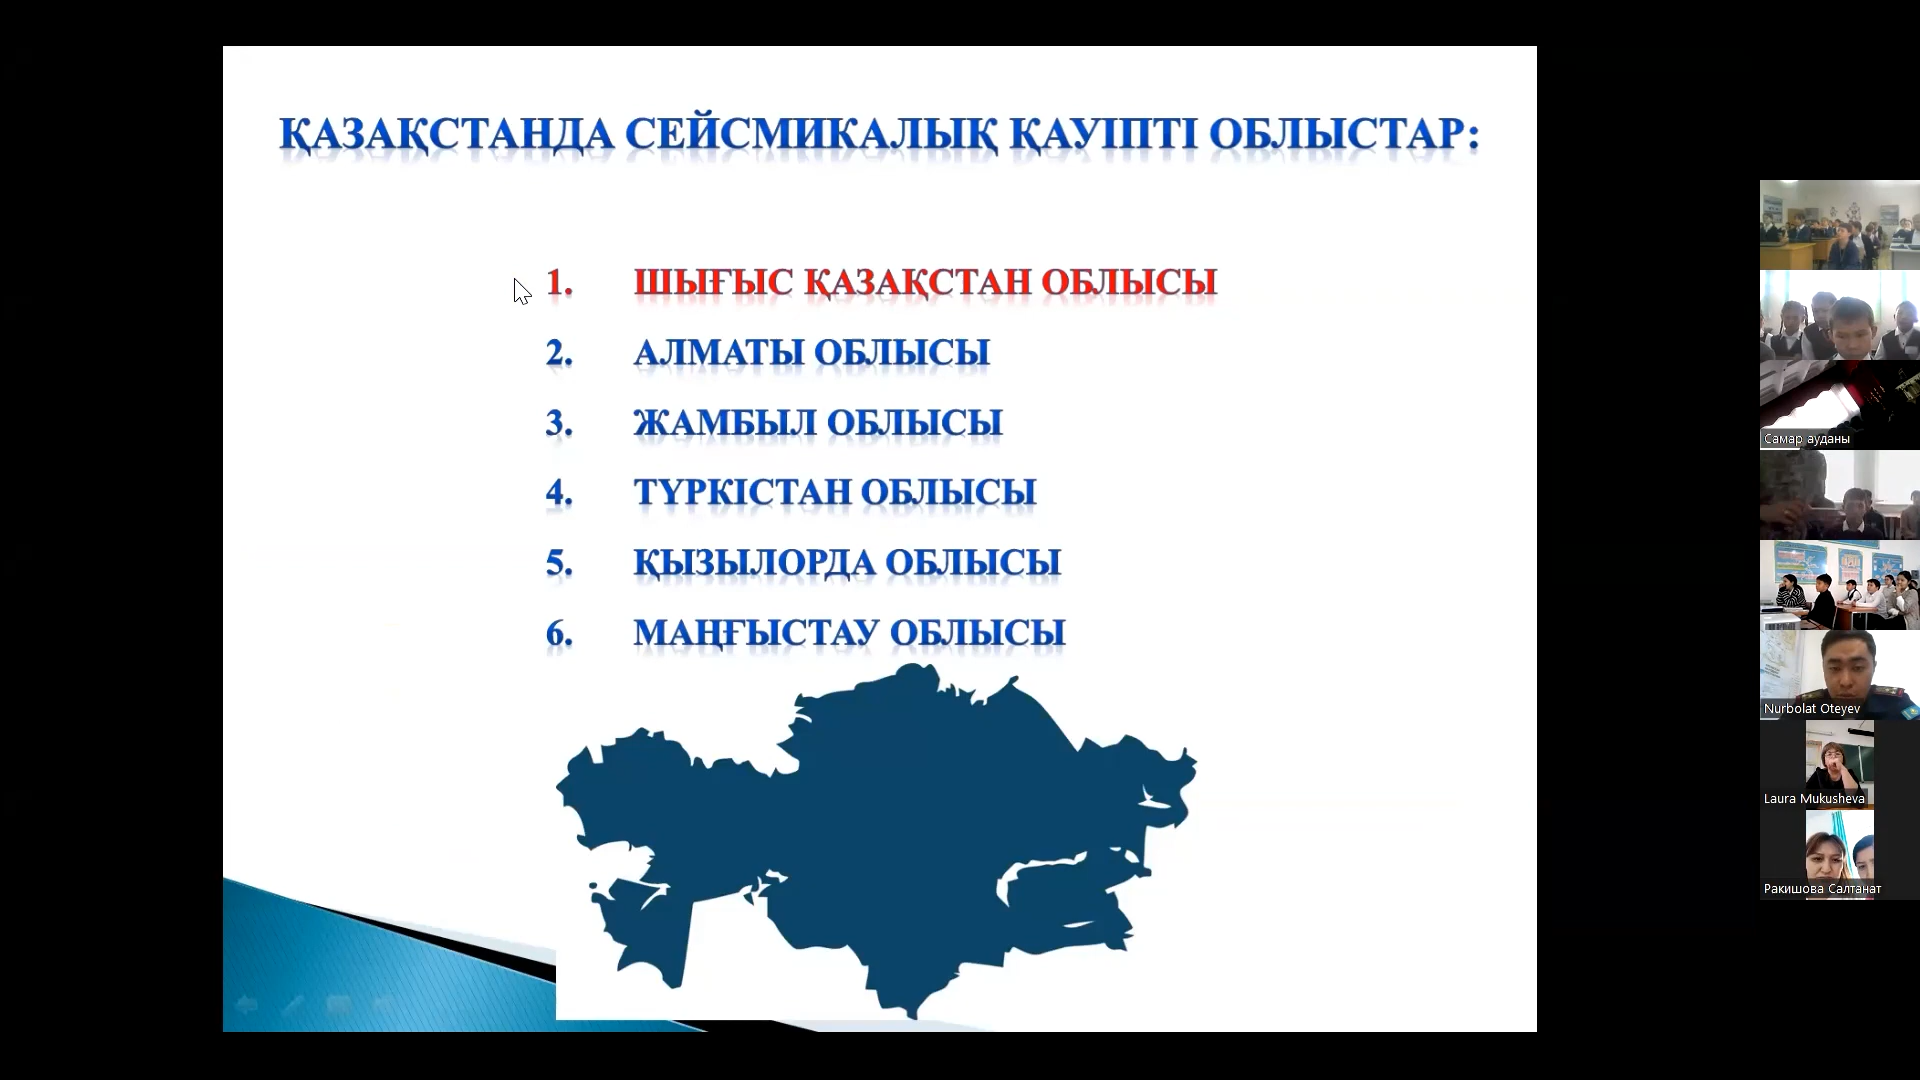 ҚАЗАҚСТАНДА СЕЙСМИКАЛЫҚ ҚАУІПТІ ОБЛЫСТАР:
1. ШЫҒЫС ҚАЗАҚСТАН ОБЛЫСЫ
2. АЛМАТЫ ОБЛЫСЫ
3. ЖАМБЫЛ ОБЛЫСЫ
4. ТҮРКІСТАН ОБЛЫСЫ
5. ҚЫЗЫЛОРДА ОБЛЫСЫ
6. МАҢҒЫСТАУ ОБЛЫСЫ
Самар ауданы
Nurbolat Oteyev
Laura Mukusheva
Ракишова Салтанат